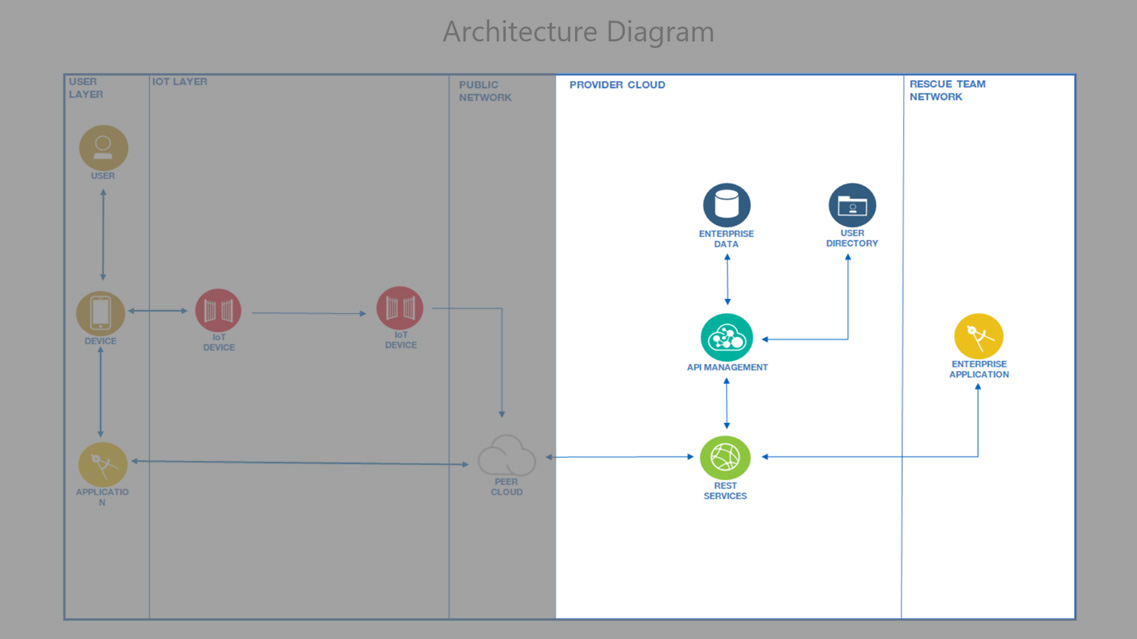 Architecture Diagram
USER
LAYER
IOT LAYER
PUBLIC
NETWORK
PROVIDER CLOUD
RESCUE TEAM
NETWORK
USER
ENTERPRISE
DATA
USER
DIRECTORY
DEVICE
IoT
DEVICE
IoT
DEVICE
API MANAGEMENT
ENTERPRISE
APPLICATION
APPLICATIO
N
PEER
CLOUD
REST
SERVICES